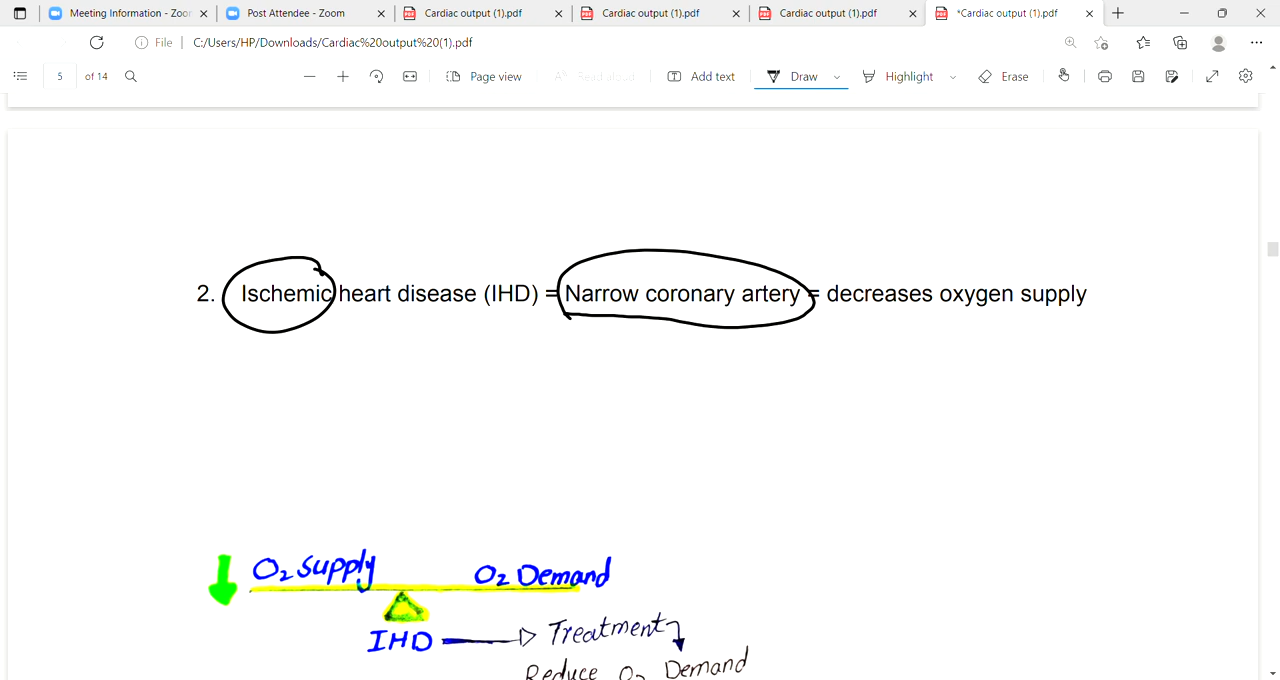 Meeting Information - Zoor Post Attendee - Zoom Cardiac output (1).pdf Cardiac output (1).pdf Cardiac output (1).pdf *Cardiac output (1).pdf
File C:/Users/HP/Downloads/Cardiac%20output%20(1).pdf
5 of 14 Page view Read aloud Add text Draw Highlight Erase
2. Ischemic heart disease (IHD) = Narrow coronary artery = decreases oxygen supply
O2 Supply O2 Demand
IHD Treatment
Reduce O2 Demand